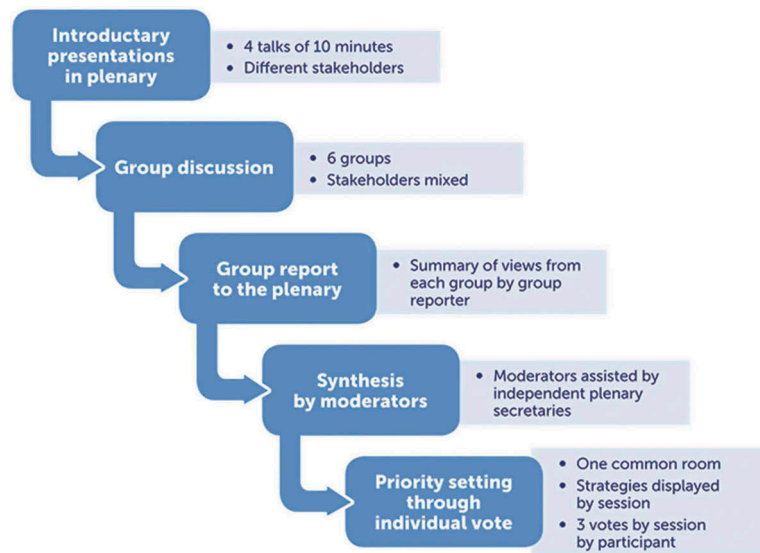 Introductary
presentations
in plenary
• 4 talks of 10 minutes
• Different stakeholders
Group discussion
• 6 groups
• Stakeholders mixed
Group report
to the plenary
• Summary of views from
each group by group
reporter
Synthesis
by moderators
• Moderators assisted by
independent plenary
secretaries
Priority setting
through
individual vote
• One common room
• Strategies displayed
by session
• 3 votes by session
by participant